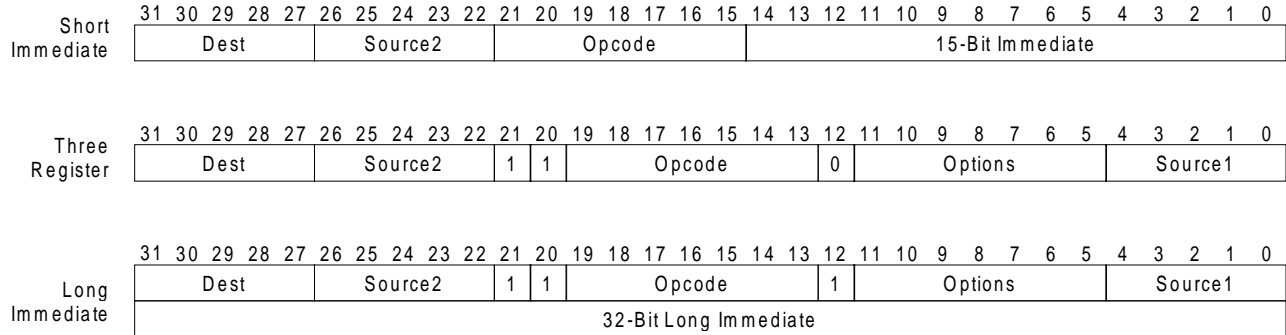 31 30 29 28 27 26 25 24 23 22 21 20 19 18 17 16 15 14 13 12 11 10 9 8 7 6 5 4 3 2 1 0
Short
Immediate
Dest Source2 Opcode 15-Bit Immediate
31 30 29 28 27 26 25 24 23 22 21 20 19 18 17 16 15 14 13 12 11 10 9 8 7 6 5 4 3 2 1 0
Three
Register
Dest Source2 1 1 Opcode 0 Options Source1
31 30 29 28 27 26 25 24 23 22 21 20 19 18 17 16 15 14 13 12 11 10 9 8 7 6 5 4 3 2 1 0
Dest Source2 1 1 Opcode 1 Options Source1
Long
Immediate
32-Bit Long Immediate